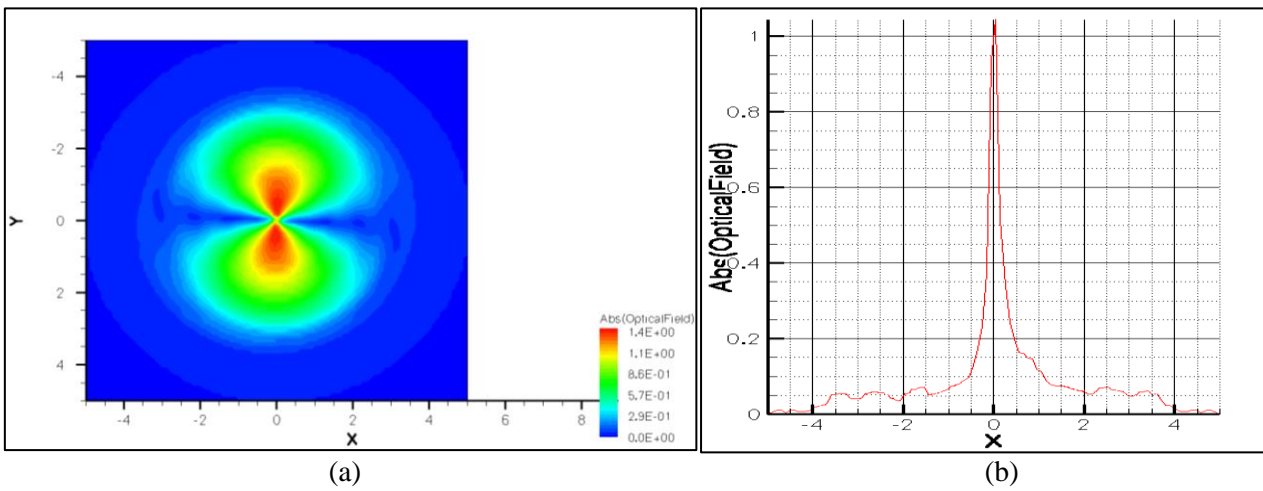 -4
-2
0
2
4
Y
-4
-2
0
2
4
6
8
X
Abs(OpticalField)
1.4E+00
1.1E+00
8.6E-01
5.7E-01
2.9E-01
0.0E+00
(a)
1
0.8
0.6
0.4
0.2
0
Abs(OpticalField)
-4
-2
0
2
4
X
(b)